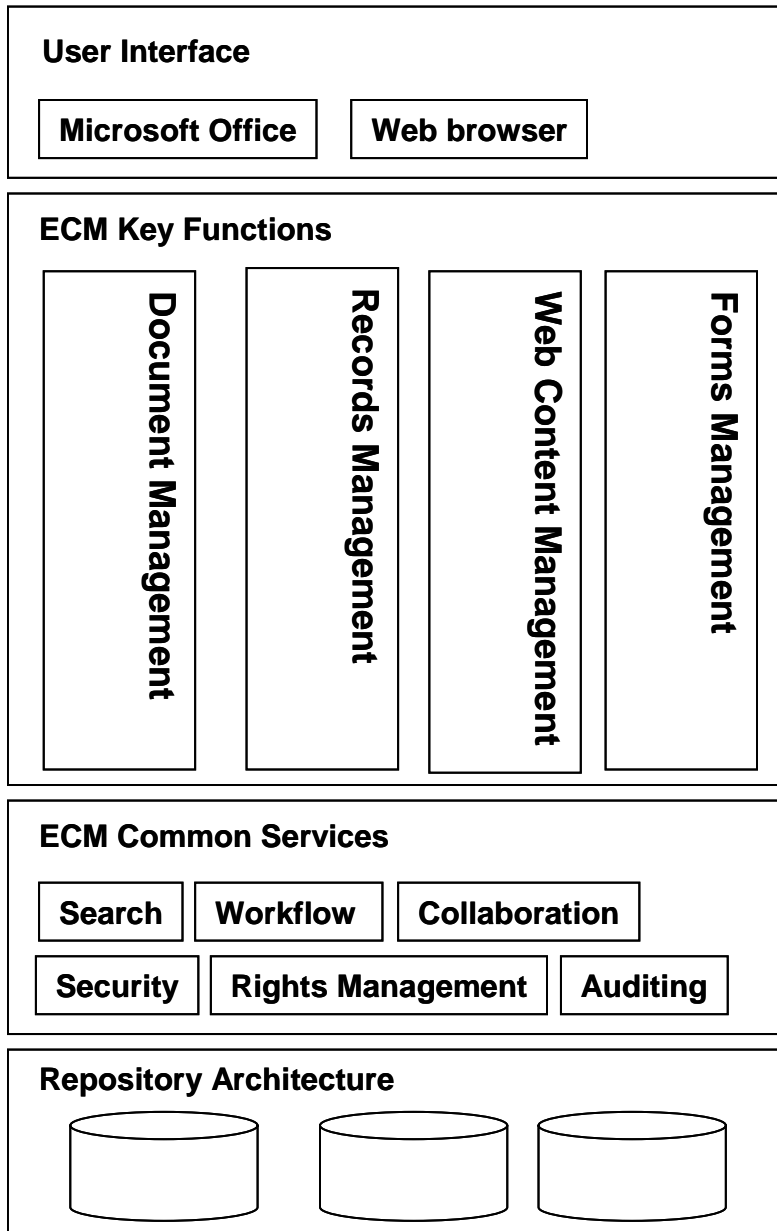 User Interface
Microsoft Office
Web browser
ECM Key Functions
Document Management
Records Management
Web Content Management
Forms Management
ECM Common Services
Search
Workflow
Collaboration
Security
Rights Management
Auditing
Repository Architecture